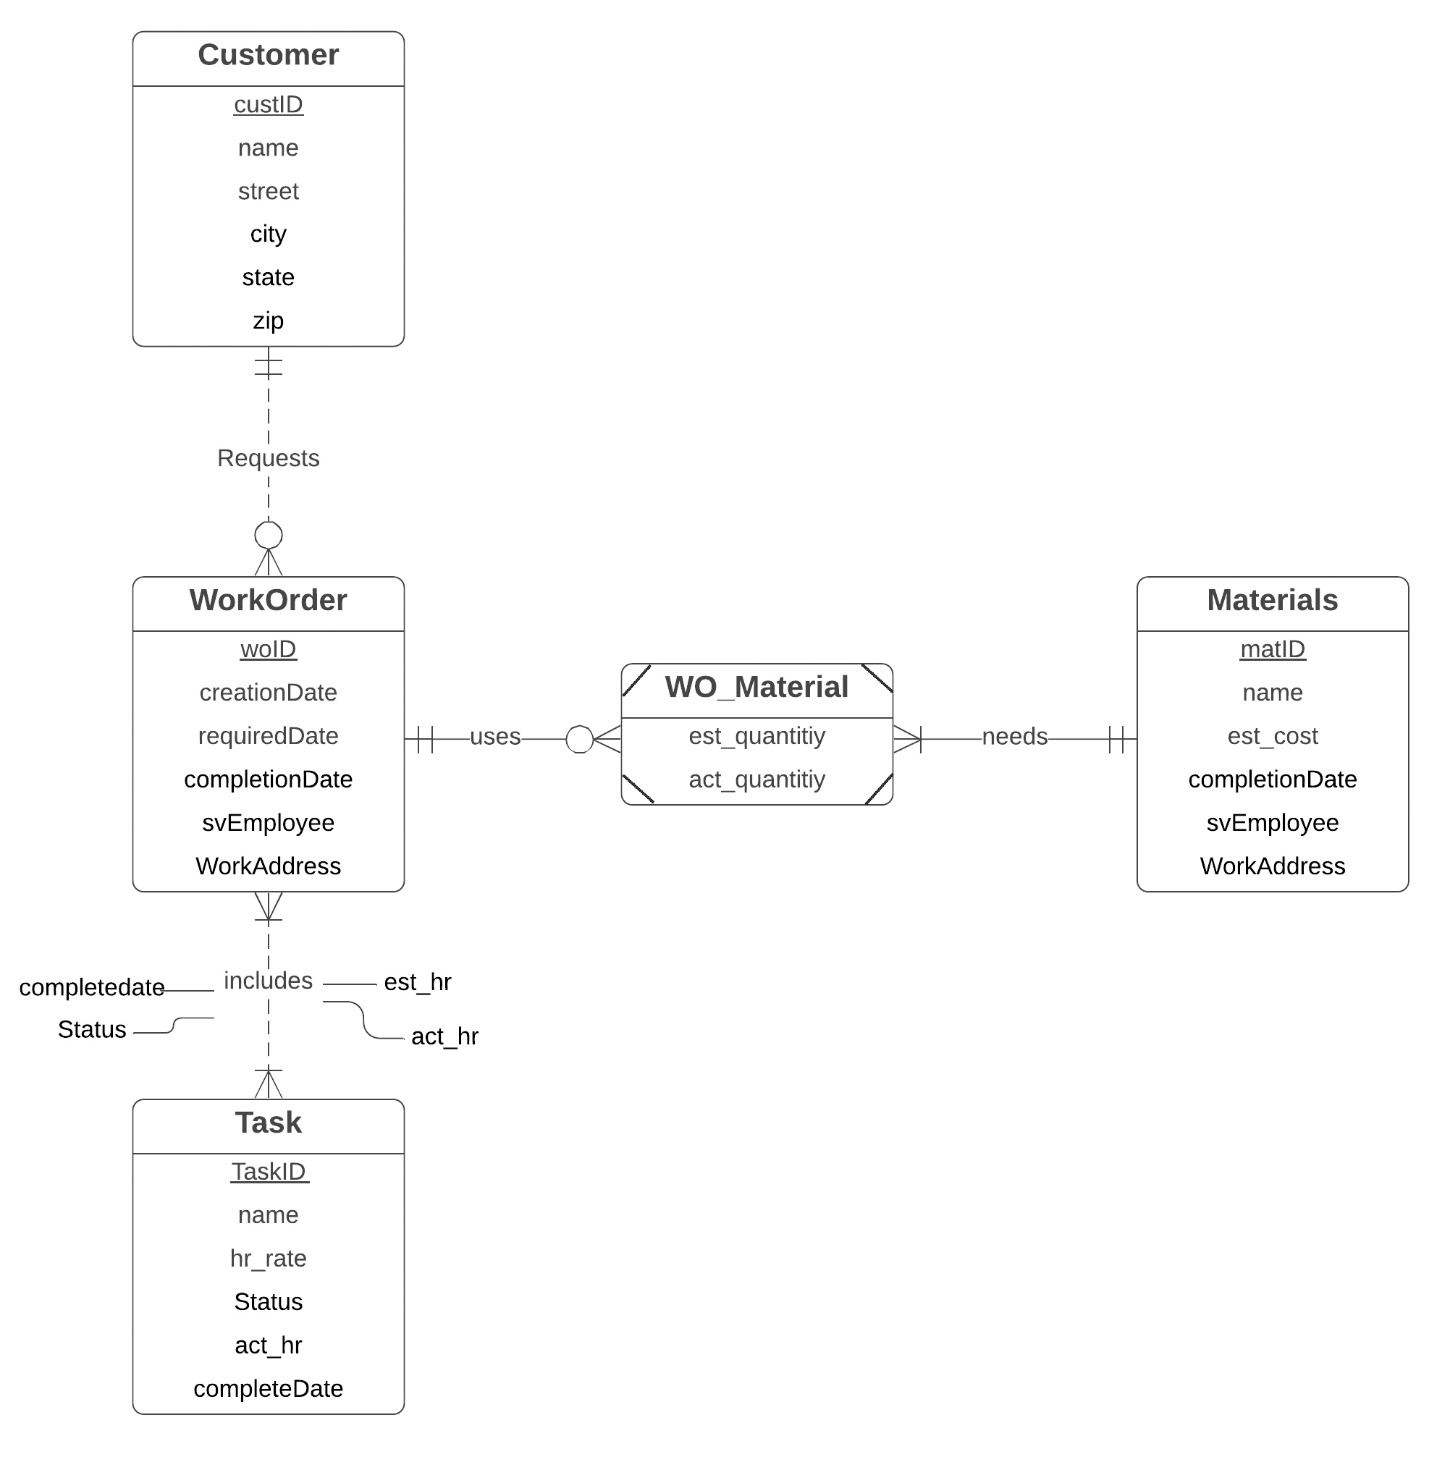 Customer
custID
name
street
city
state
zip
Requests
WorkOrder
woID
creationDate
requiredDate
completionDate
svEmployee
WorkAddress
uses
WO_Material
est_quantitiy
act_quantitiy
needs
Materials
matID
name
est_cost
completionDate
svEmployee
WorkAddress
completedate
includes
est_hr
Status
act_hr
Task
TaskID
name
hr_rate
Status
act_hr
completeDate